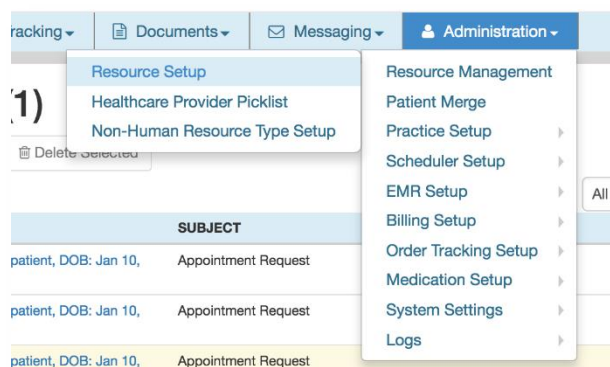 racking Documents Messaging Administration
Resource Setup
Healthcare Provider Picklist
Non-Human Resource Type Setup
Resource Management
Patient Merge
Practice Setup
Scheduler Setup
EMR Setup
Billing Setup
Order Tracking Setup
Medication Setup
System Settings
Logs
(1)
Delete Selected
All
SUBJECT
patient, DOB: Jan 10, Appointment Request
patient, DOB: Jan 10, Appointment Request
patient, DOB: Jan 10, Appointment Request